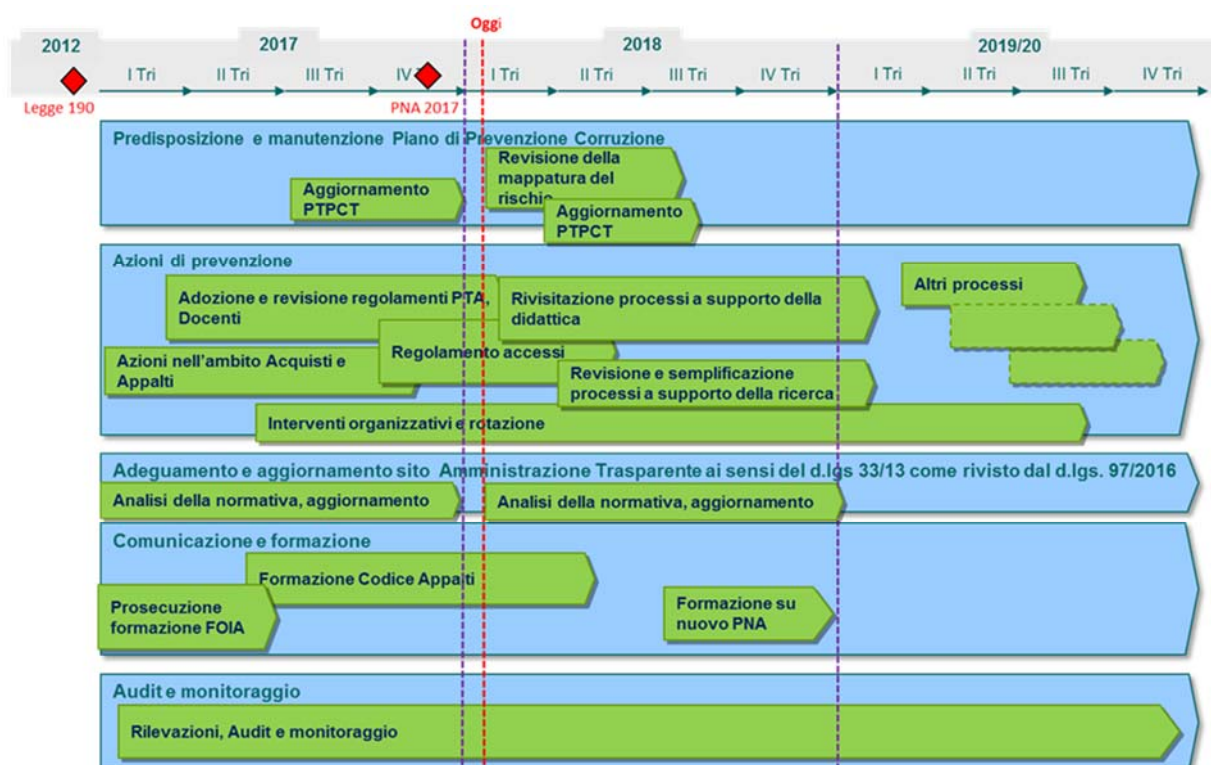 Oggi
2012
2017
2018
2019/20
I Tri
II Tri
III Tri
IV T
I Tri
II Tri
III Tri
IV Tri
I Tri
II Tri
III Tri
IV Tri
Legge 190
PNA 2017
Predisposizione e manutenzione Piano di Prevenzione Corruzione
Revisione della
mappatura del
rischio
Aggiornamento
PTPCT
Aggiornamento
PTPCT
Azioni di prevenzione
Adozione e revisione regolamenti PTA,
Docenti
Rivisitazione processi a supporto della
didattica
Altri processi
Regolamento accessi
Azioni nell'ambito Acquisti e
Appalti
Revisione e semplificazione
processi a supporto della ricerca
Interventi organizzativi e rotazione
Adeguamento e aggiornamento sito Amministrazione Trasparente ai sensi del d.lgs 33/13 come rivisto dal d.lgs. 97/2016
Analisi della normativa, aggiornamento
Analisi della normativa, aggiornamento
Comunicazione e formazione
Formazione Codice Appalti
Prosecuzione
formazione FOIA
Formazione su
nuovo PNA
Audit e monitoraggio
Rilevazioni, Audit e monitoraggio